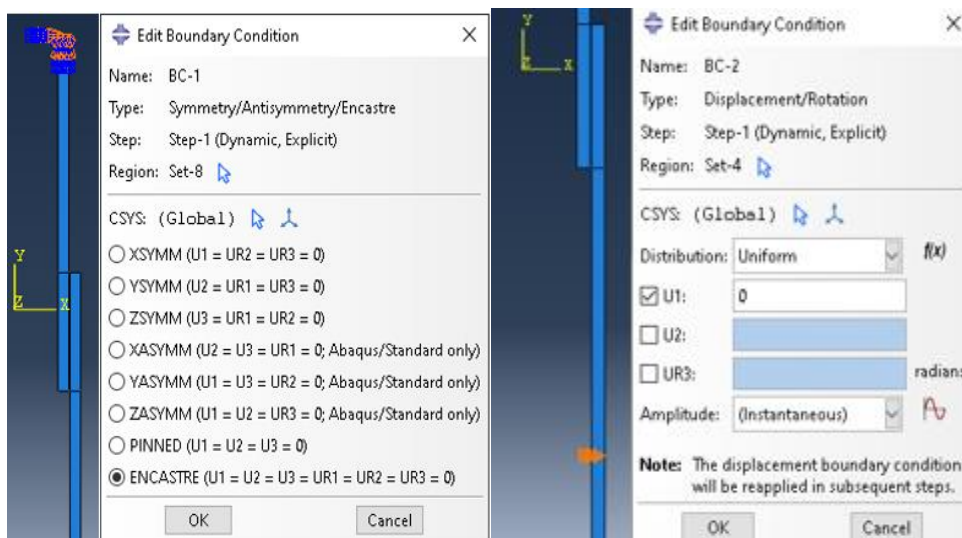 Edit Boundary Condition
Name: BC-1
Type: Symmetry/Antisymmetry/Encastre
Step: Step-1 (Dynamic, Explicit)
Region: Set-8
CSYS: (Global)
XSYMM (U1 = UR2 = UR3 = 0)
YSYMM (U2 = UR1 = UR3 = 0)
ZSYMM (U3 = UR1 = UR2 = 0)
XASYMM (U2 = U3 = UR1 = 0; Abaqus/Standard only)
YASYMM (U1 = U3 = UR2 = 0; Abaqus/Standard only)
ZASYMM (U1 = U2 = UR3 = 0; Abaqus/Standard only)
PINNED (U1 = U2 = U3 = 0)
ENCASTRE (U1 = U2 = U3 = UR1 = UR2 = UR3 = 0)
OK Cancel
Y
Z X
Edit Boundary Condition
Name: BC-2
Type: Displacement/Rotation
Step: Step-1 (Dynamic, Explicit)
Region: Set-4
CSYS: (Global)
Distribution: Uniform f(x)
U1: 0
U2:
UR3: radians
Amplitude: (Instantaneous)
Note: The displacement boundary condition
will be reapplied in subsequent steps.
OK Cancel
Y
Z X